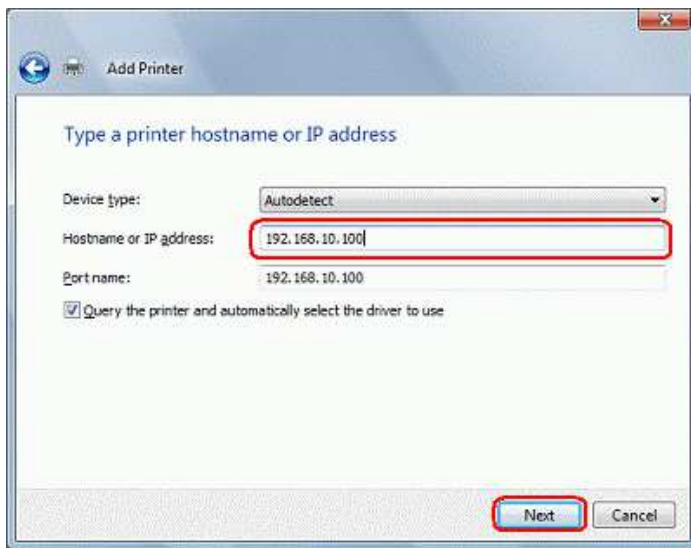 Add Printer
Type a printer hostname or IP address
Device type: Autodetect
Hostname or IP address: 192.168.10.100
Port name: 192.168.10.100
Query the printer and automatically select the driver to use
Next Cancel